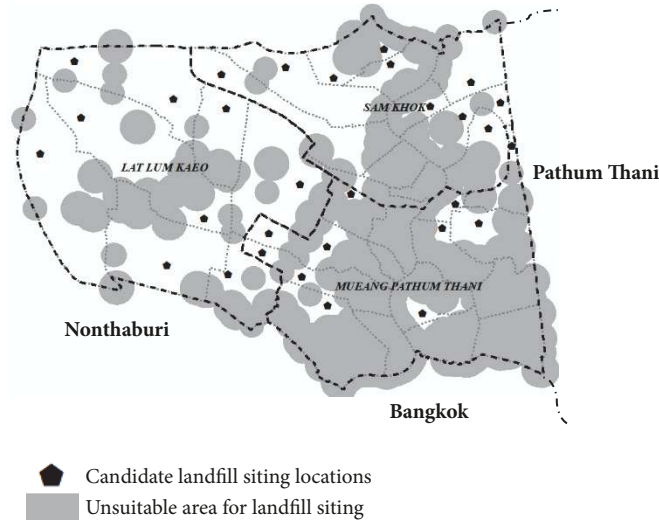 SAM KHOK
LAT LUM KAEO
Pathum Thani
MUEANG PATHUM THANI
Nonthaburi
Bangkok
Candidate landfill siting locations
Unsuitable area for landfill siting